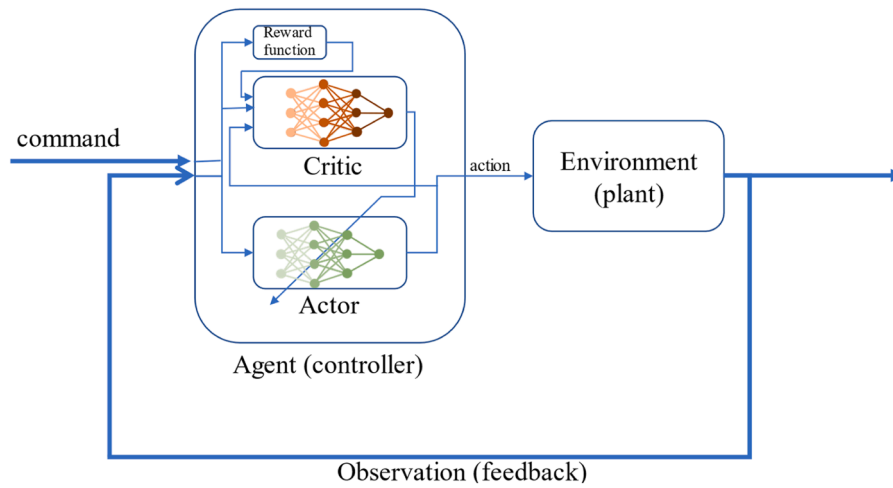 Reward
function
command
Critic
action
Environment
(plant)
Actor
Agent (controller)
Observation (feedback)